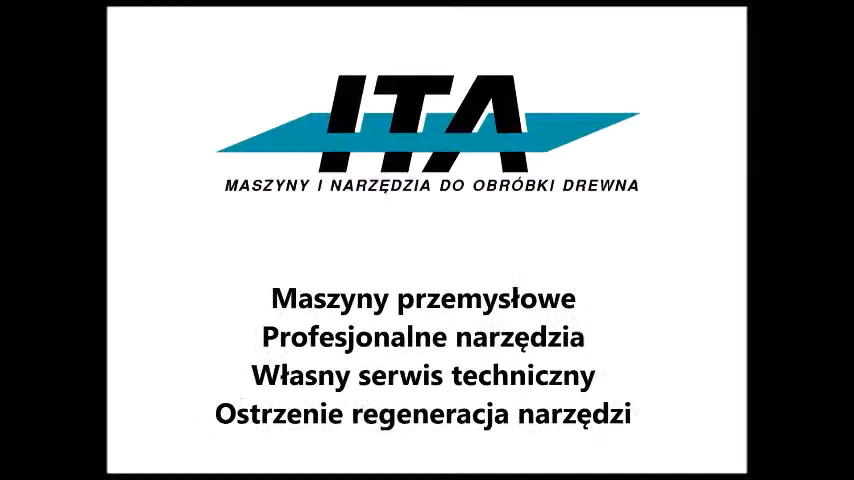 ITA
MASZYNY I NARZĘDZIA DO OBRÓBKI DREWNA
Maszyny przemysłowe
Profesjonalne narzędzia
Własny serwis techniczny
Ostrzenie regeneracja narzędzi